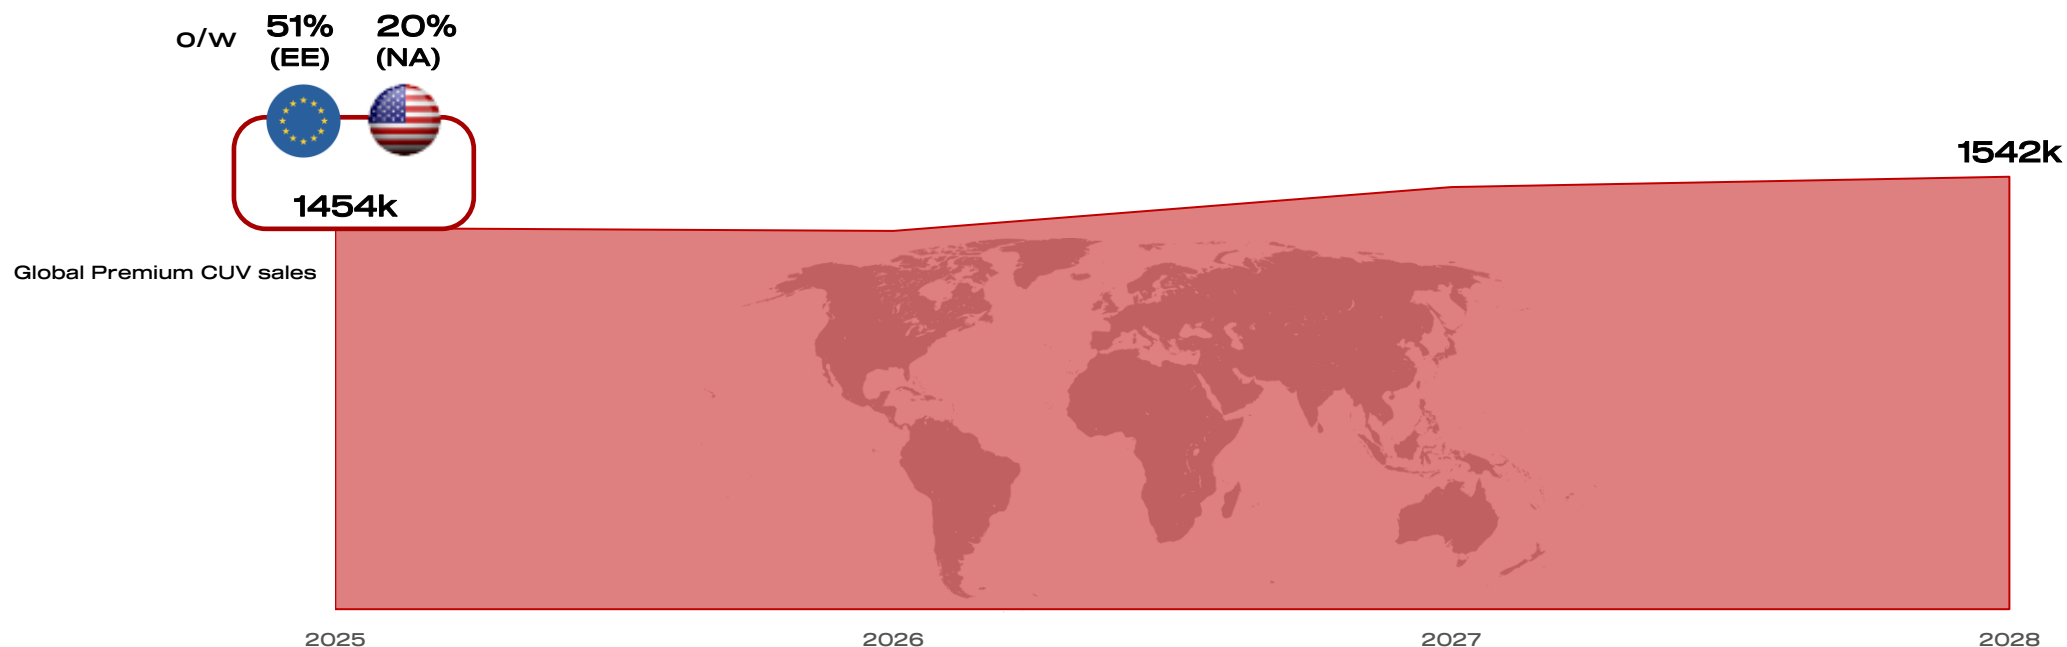 o/w
51%
(EE)
20%
(NA)
1454k
1542k
Global Premium CUV sales
2025
2026
2027
2028